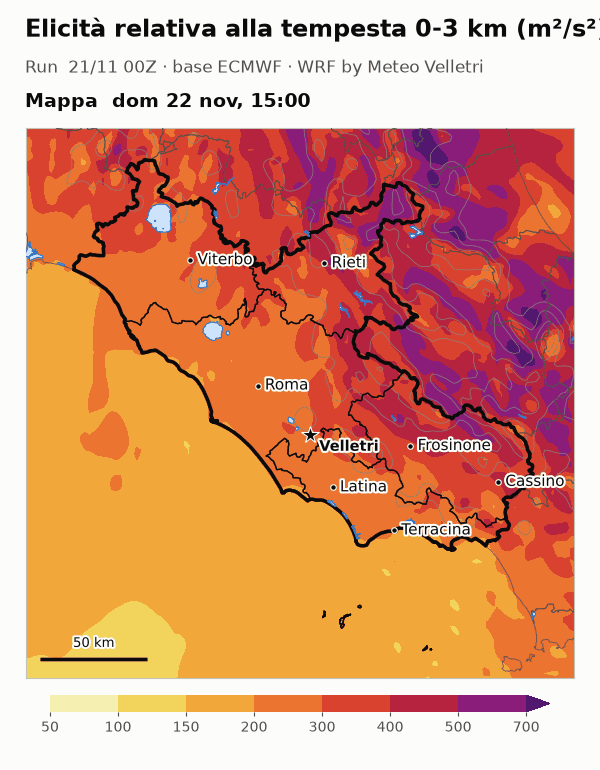 Elicità relativa alla tempesta 0-3 km (m²/s²)
Run 21/11 00Z · base ECMWF · WRF by Meteo Velletri
Mappa dom 22 nov, 15:00
Viterbo
Rieti
Roma
Velletri
Frosinone
Cassino
Latina
Terracina
50 km
50 100 150 200 300 400 500 700